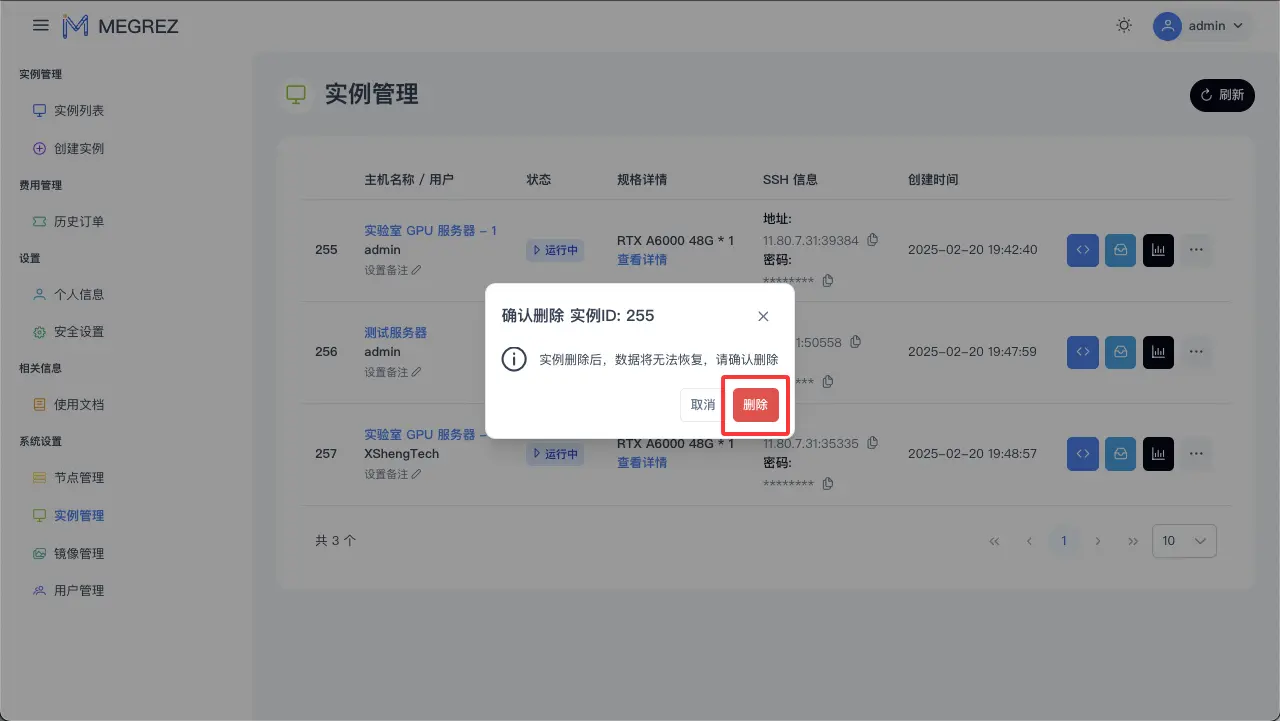 MEGREZ
admin
实例管理
实例列表
创建实例
费用管理
历史订单
设置
个人信息
安全设置
相关信息
使用文档
系统设置
节点管理
实例管理
镜像管理
用户管理
实例管理
刷新
主机名称 / 用户 状态 规格详情 SSH 信息 创建时间
255
实验室 GPU 服务器 - 1
admin
设置备注
运行中
RTX A6000 48G * 1
查看详情
地址:
11.80.7.31:39384
密码:
********
2025-02-20 19:42:40
256
测试服务器
admin
设置备注
1:50558
***
2025-02-20 19:47:59
257
实验室 GPU 服务器 -
XShengTech
设置备注
运行中
RTX A6000 48G * 1
查看详情
11.80.7.31:35335
密码:
********
2025-02-20 19:48:57
共 3 个
1
10
确认删除 实例ID: 255
实例删除后，数据将无法恢复，请确认删除
取消
删除